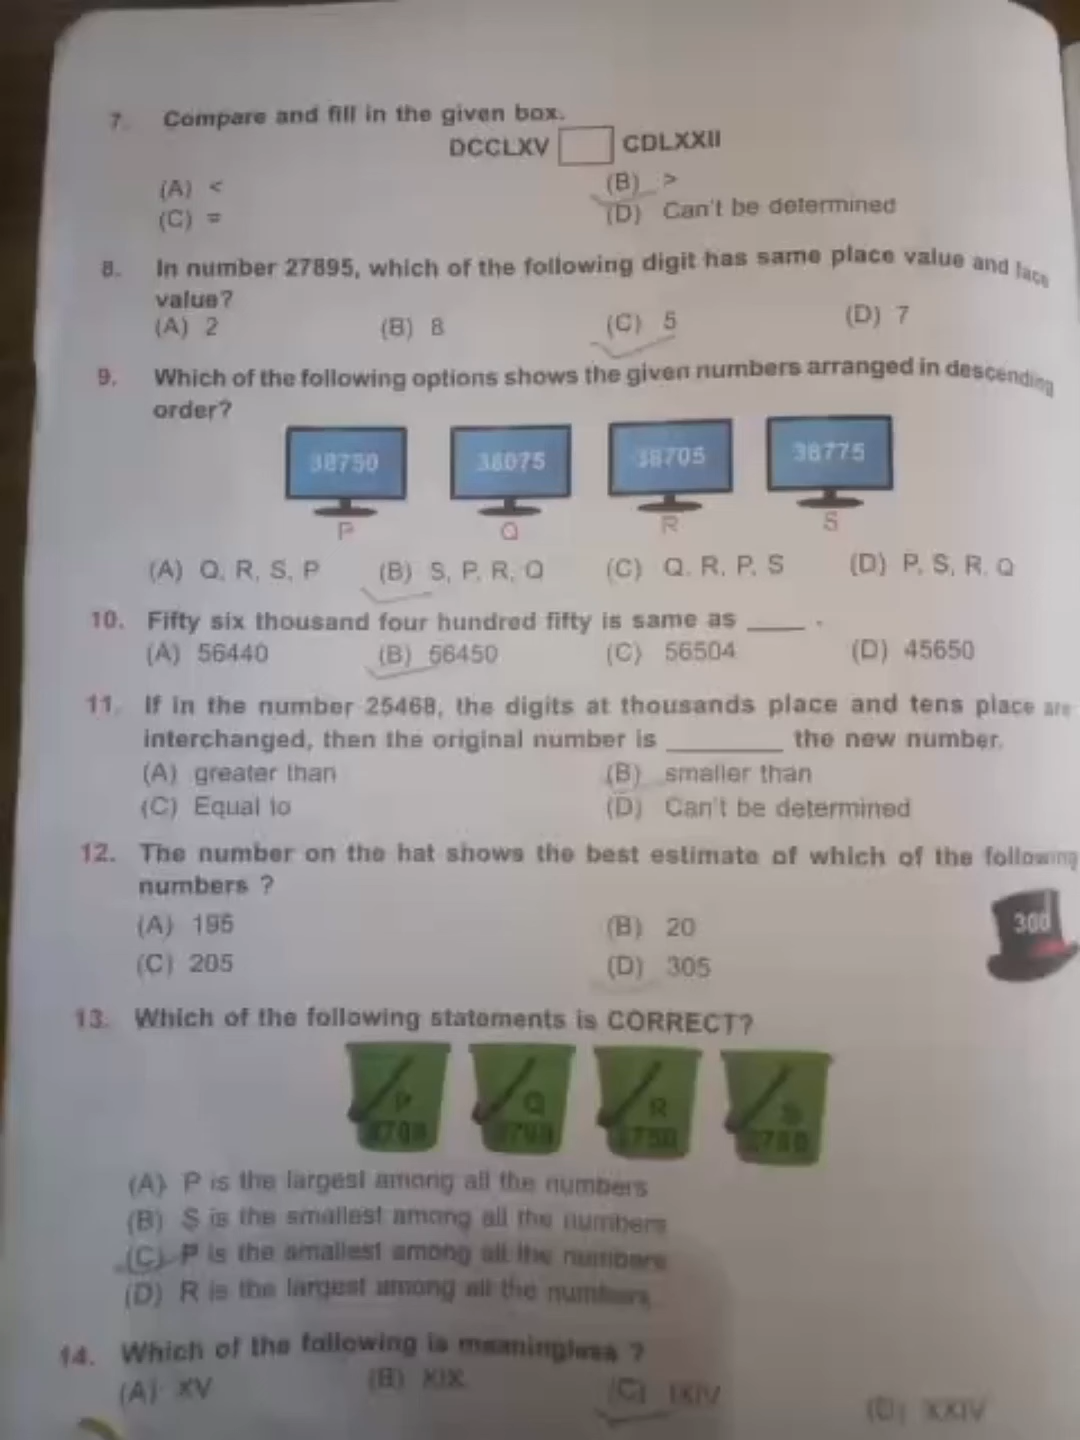 7. Compare and fill in the given box.
DCCLXV CDLXXII
(A) < (B) >
(C) = (D) Can't be determined
8. In number 27895, which of the following digit has same place value and face
value?
(A) 2 (B) 8 (C) 5 (D) 7
9. Which of the following options shows the given numbers arranged in descending
order?
38750 38075 38705 38775
P Q R S
(A) Q, R, S, P (B) S, P, R, Q (C) Q, R, P, S (D) P, S, R, Q
10. Fifty six thousand four hundred fifty is same as ____ .
(A) 56440 (B) 56450 (C) 56504 (D) 45650
11. If in the number 25468, the digits at thousands place and tens place are
interchanged, then the original number is ________ the new number.
(A) greater than (B) smaller than
(C) Equal to (D) Can't be determined
12. The number on the hat shows the best estimate of which of the following
numbers ?
300
(A) 195 (B) 20
(C) 205 (D) 305
13. Which of the following statements is CORRECT?
P Q R S
(A) P is the largest among all the numbers
(B) S is the smallest among all the numbers
(C) P is the smallest among all the numbers
(D) R is the largest among all the numbers
14. Which of the following is meaningless ?
(A) XV (B) XIX (C) IXIV (D) XXIV